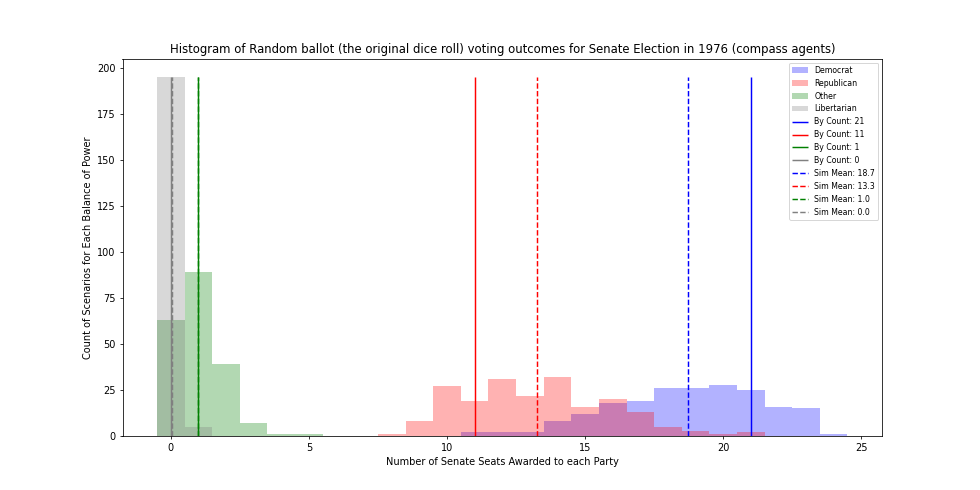 Histogram of Random ballot (the original dice roll) voting outcomes for Senate Election in 1976 (compass agents)
Count of Scenarios for Each Balance of Power
200
175
150
125
100
75
50
25
0
Democrat
Republican
Other
Libertarian
By Count: 21
By Count: 11
By Count: 1
By Count: 0
Sim Mean: 18.7
Sim Mean: 13.3
Sim Mean: 1.0
Sim Mean: 0.0
0 5 10 15 20 25
Number of Senate Seats Awarded to each Party